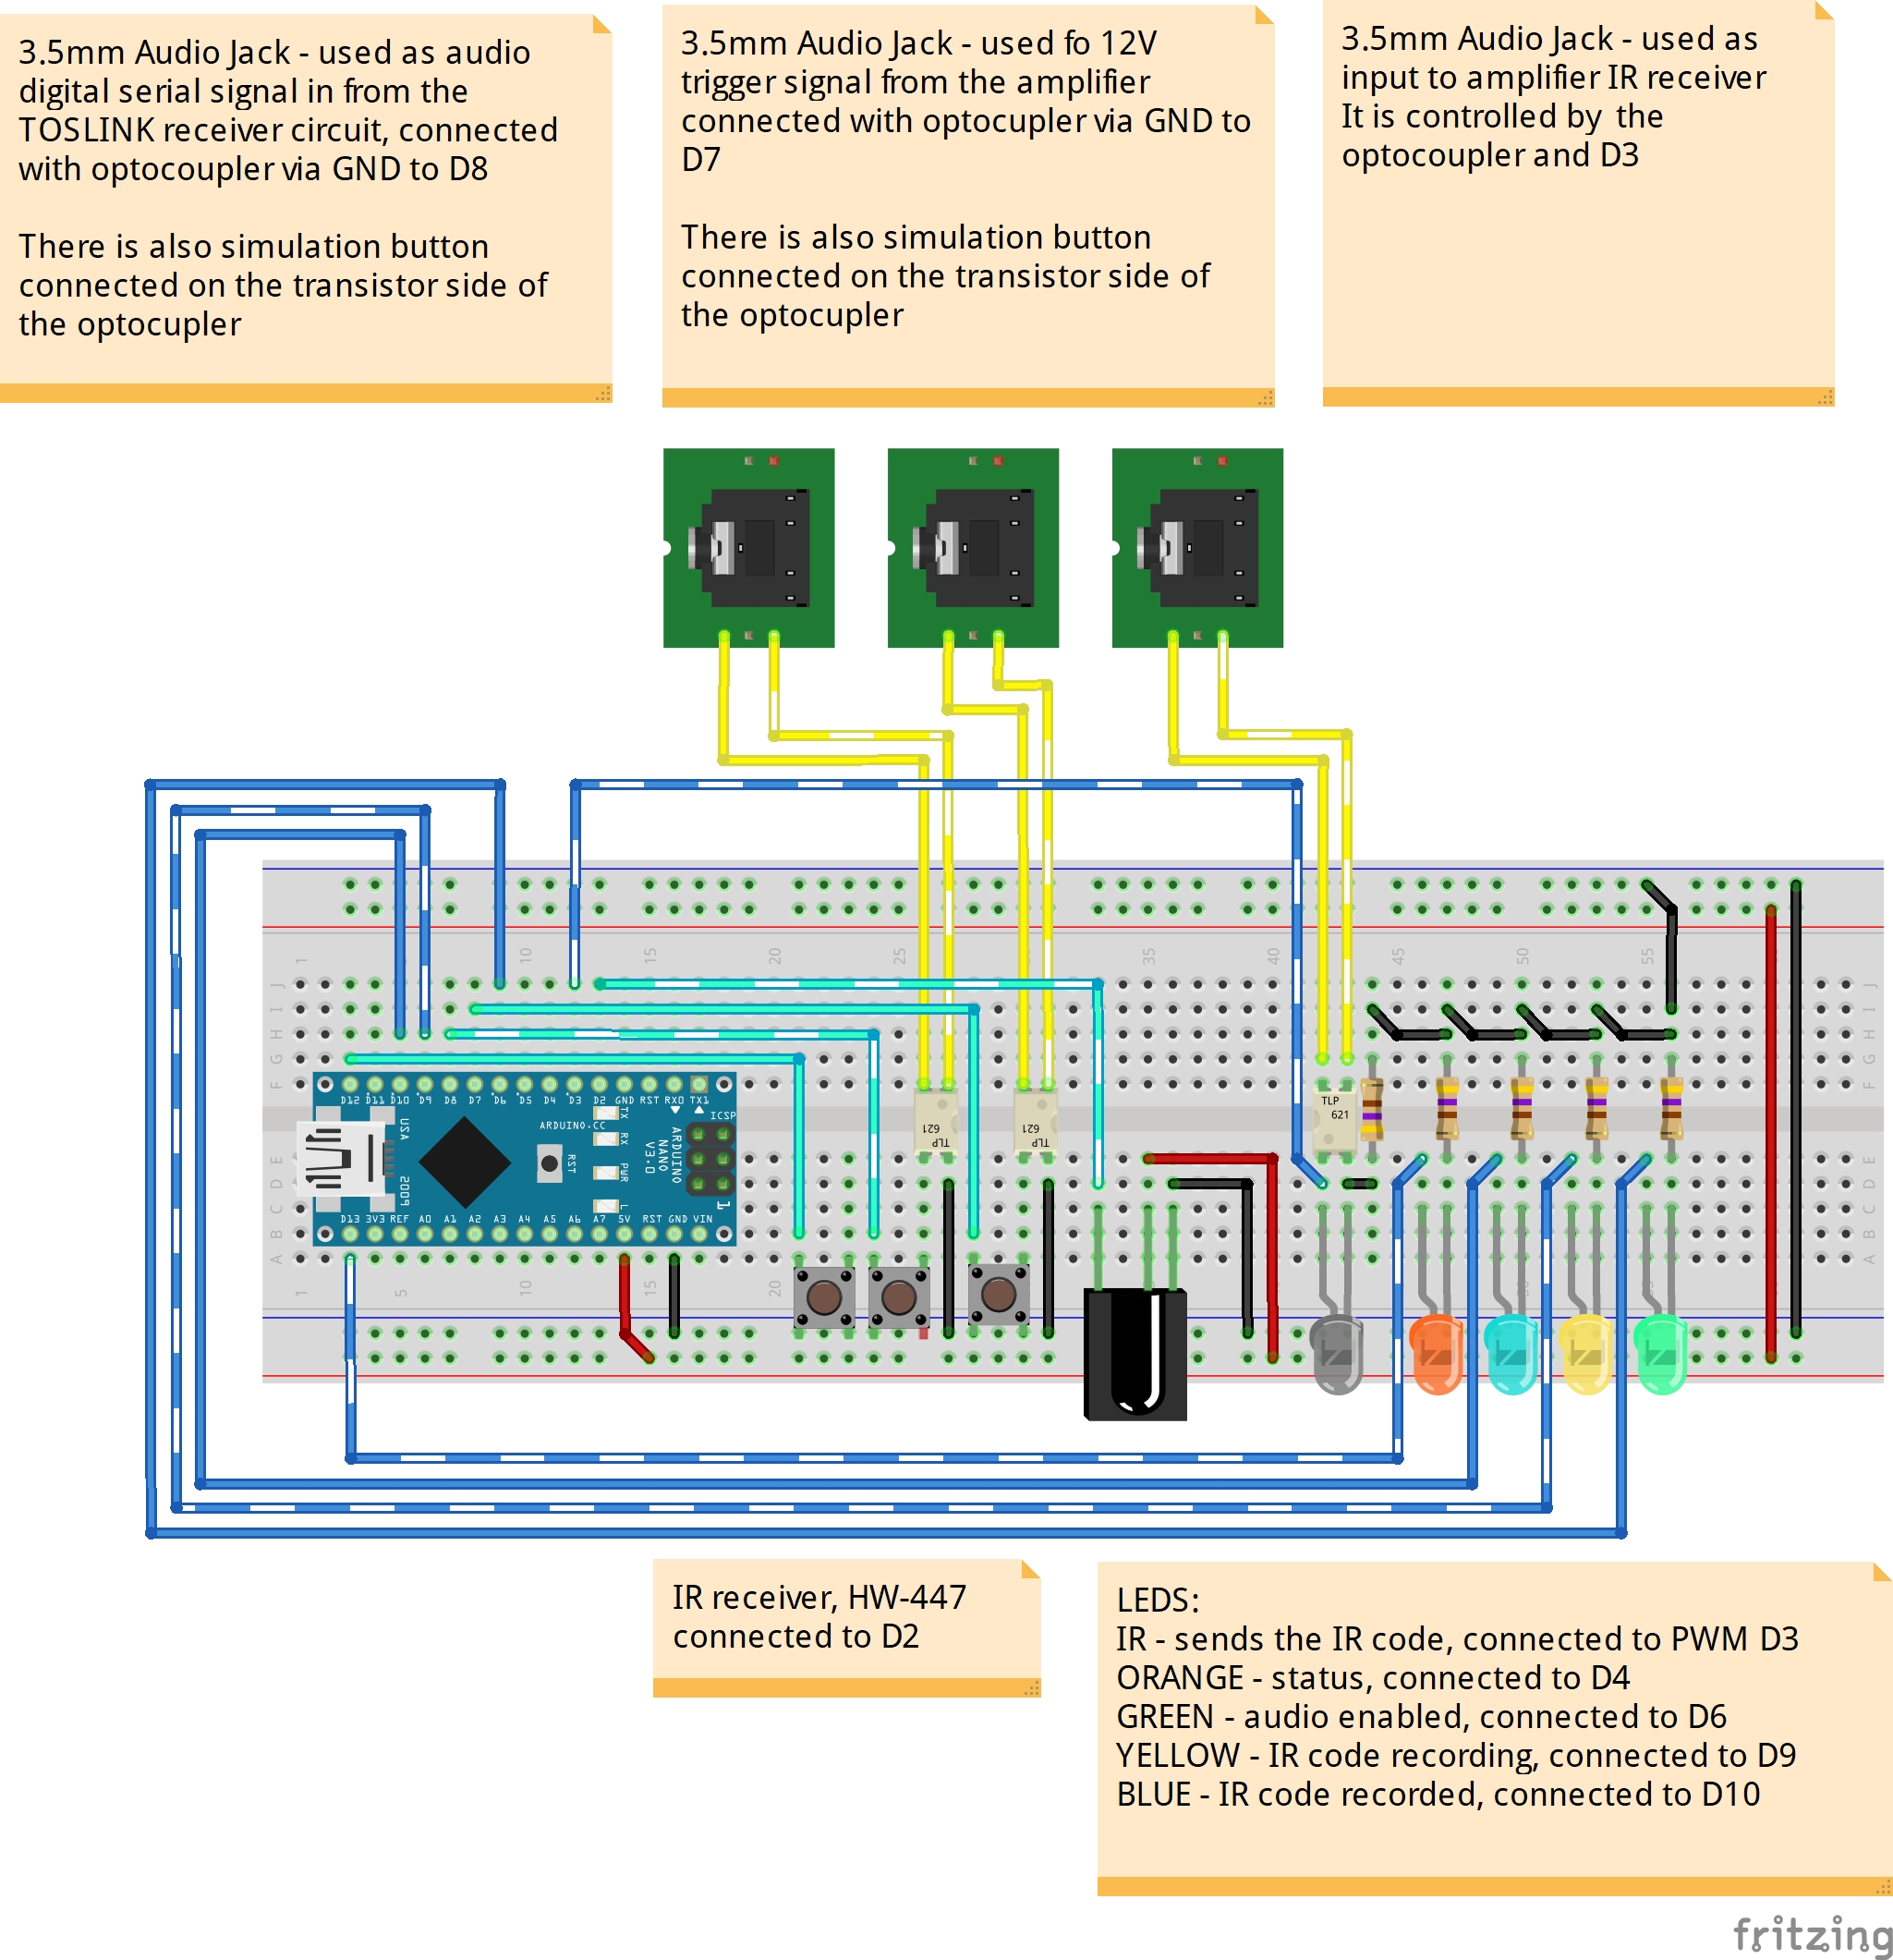 3.5mm Audio Jack - used as audio
digital serial signal in from the
TOSLINK receiver circuit, connected
with optocoupler via GND to D8
There is also simulation button
connected on the transistor side of
the optocupler
3.5mm Audio Jack - used fo 12V
trigger signal from the amplifier
connected with optocupler via GND to
D7
There is also simulation button
connected on the transistor side of
the optocupler
3.5mm Audio Jack - used as
input to amplifier IR receiver
It is controlled by the
optocoupler and D3
1 10 15 20 25 35 40 45 50 55
J J
I I
H H
G G
F F
D12 D11 D10 D9 D8 D7 D6 D5 D4 D3 D2 GND RST RX0 TX1
USA
ARDUINO.CC
TX
RX
PWR
L
RST
ARDUINO
NANO
V3.0
ICSP
1
2009
D13 3V3 REF A0 A1 A2 A3 A4 A5 A6 A7 5V RST GND VIN
TLP
621
TLP
621
TLP
621
E E
D D
C C
B B
A A
1 5 10 15 20
IR receiver, HW-447
connected to D2
LEDS:
IR - sends the IR code, connected to PWM D3
ORANGE - status, connected to D4
GREEN - audio enabled, connected to D6
YELLOW - IR code recording, connected to D9
BLUE - IR code recorded, connected to D10
fritzing